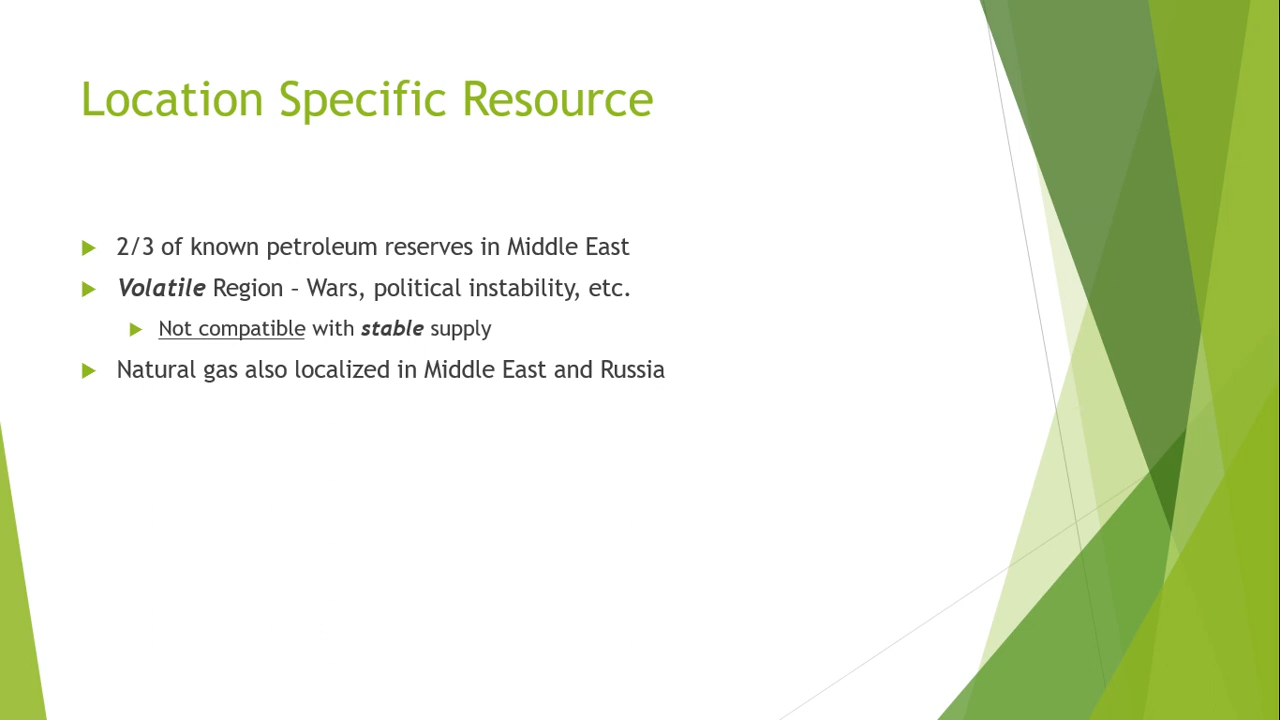 Location Specific Resource
2/3 of known petroleum reserves in Middle East
Volatile Region – Wars, political instability, etc.
Not compatible with stable supply
Natural gas also localized in Middle East and Russia